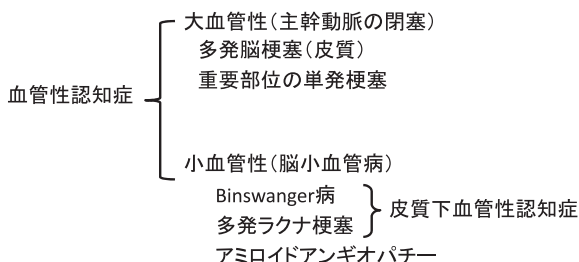 大血管性（主幹動脈の閉塞）
多発脳梗塞（皮質）
重要部位の単発梗塞
血管性認知症
小血管性（脳小血管病）
Binswanger病
多発ラクナ梗塞
皮質下血管性認知症
アミロイドアンギオパチー